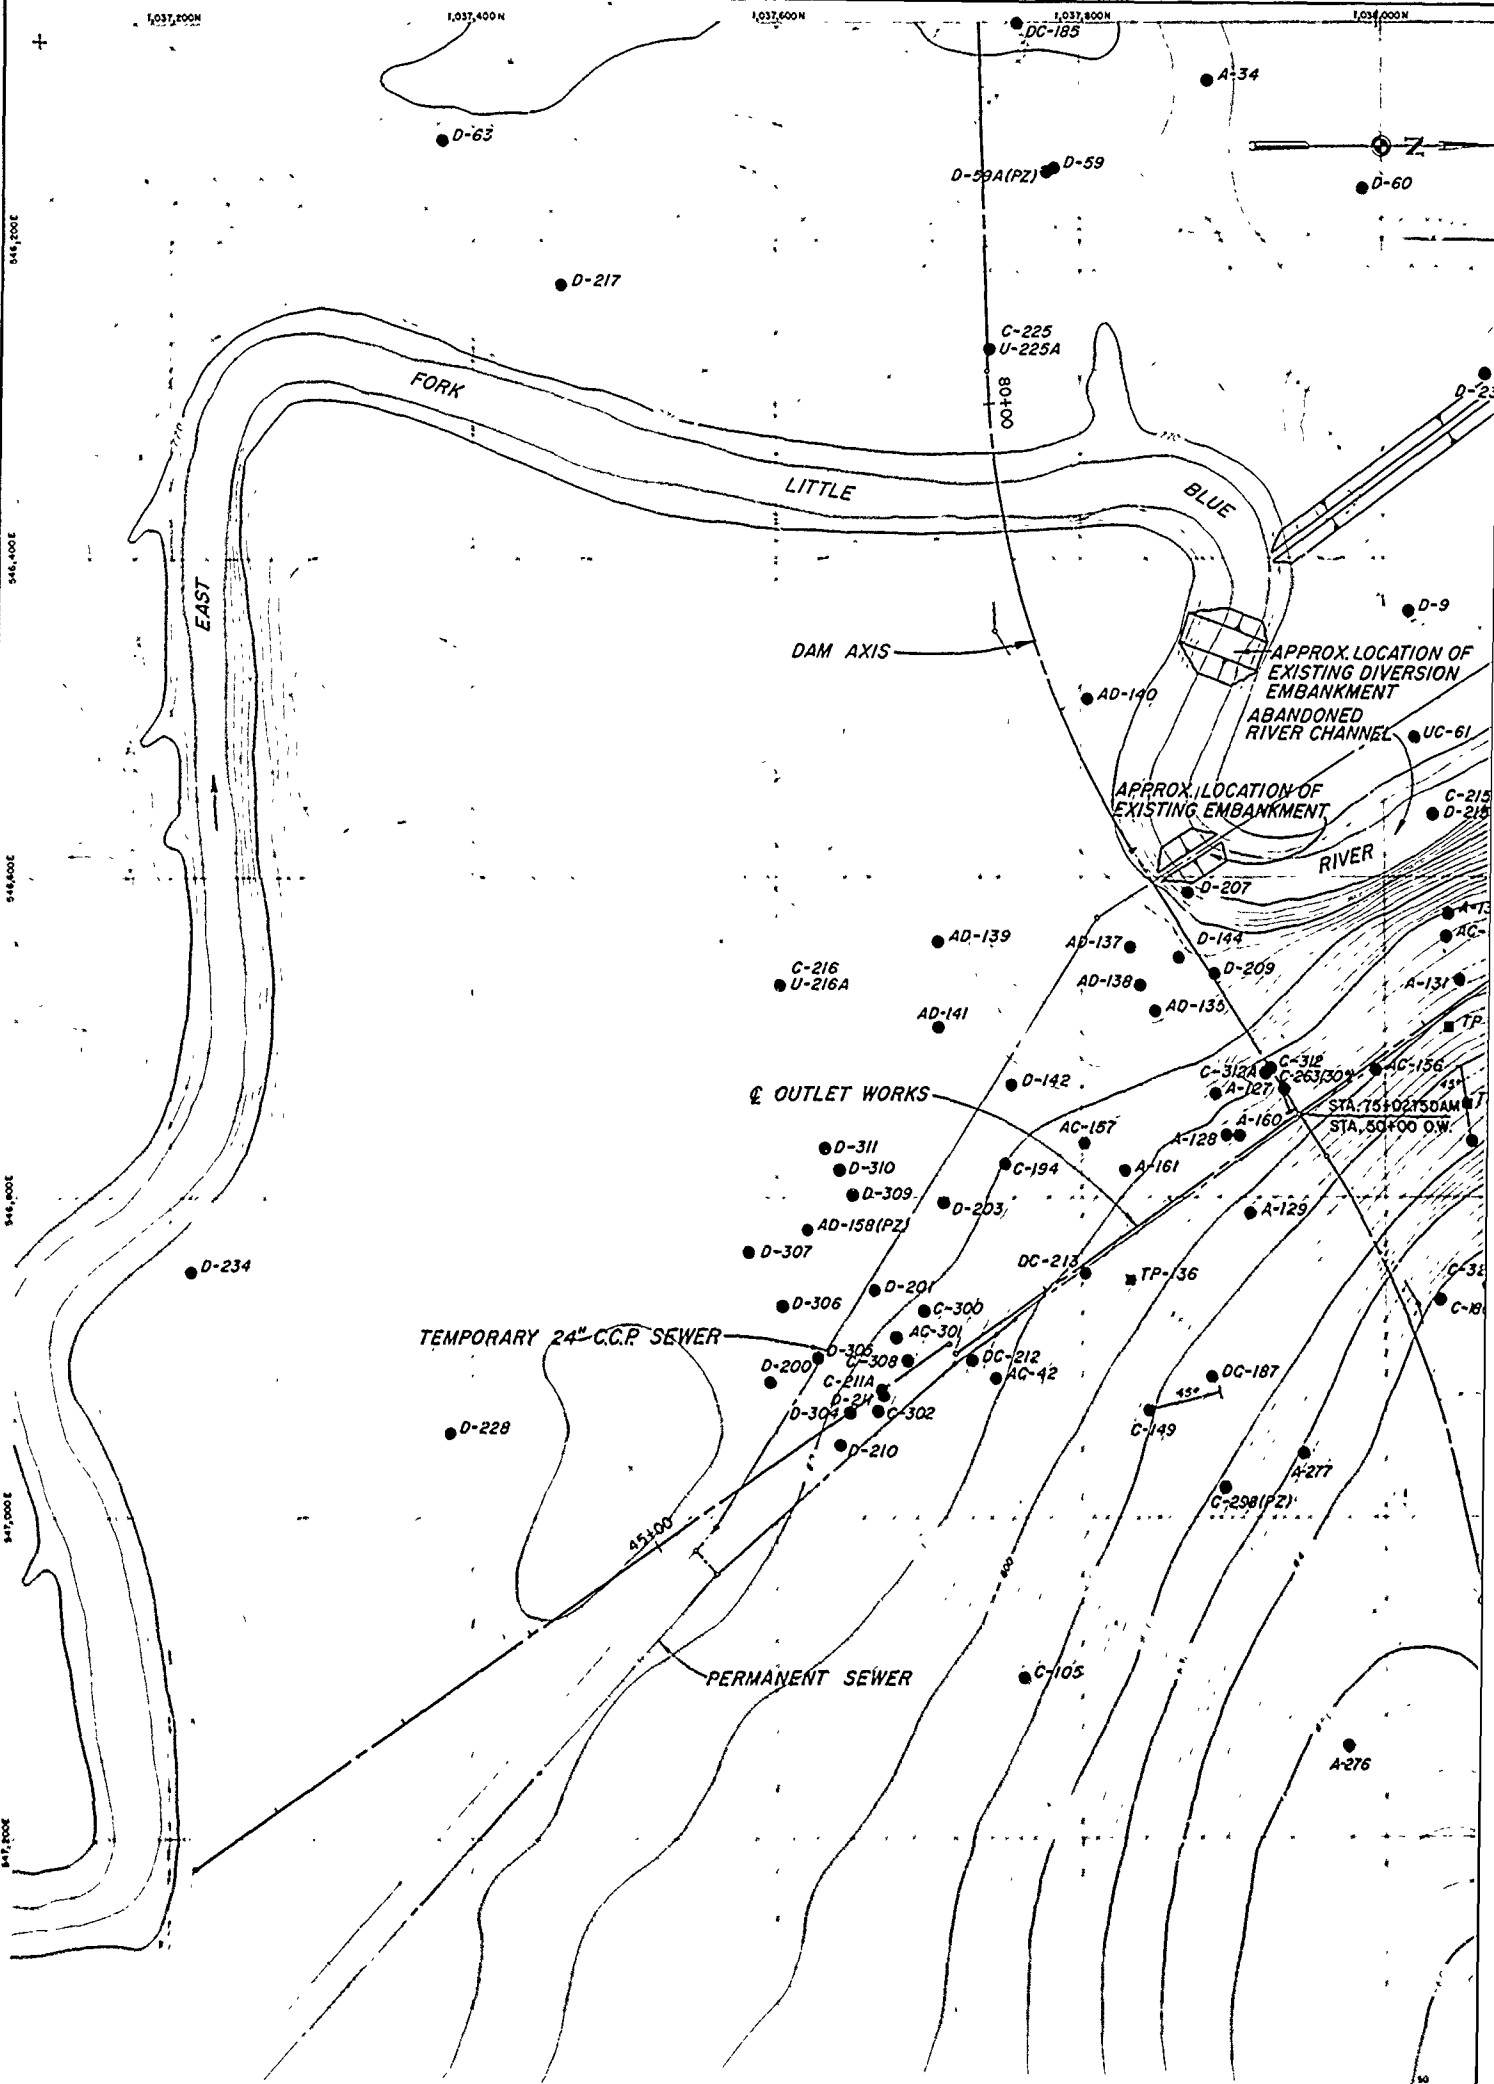 1,037,200N
1,037,400N
1,037,600N
1,037,800N
1,038,000N
DC-185
A-34
D-63
D-59
D-59A(PZ)
N
D-60
546,200E
D-217
C-225
U-225A
80+00
FORK
770
770
LITTLE
BLUE
546,400E
EAST
D-9
DAM AXIS
APPROX. LOCATION OF
EXISTING DIVERSION
EMBANKMENT
AD-140
ABANDONED
RIVER CHANNEL
UC-61
APPROX. LOCATION OF
EXISTING EMBANKMENT
C-215
D-215
RIVER
546,600E
D-207
AD-139
AD-137
D-144
C-216
U-216A
AD-138
D-209
A-131
AD-141
AD-135
TP
C-312
C-312A
AC-156
D-142
A-127
45°
℄ OUTLET WORKS
STA. 50+00 O.W.
A-160
AC-157
A-128
D-311
D-310
C-194
A-161
D-309
546,800E
D-203
A-129
AD-158(PZ)
D-307
D-234
DC-213
TP-136
D-201
D-306
C-300
TEMPORARY 24" C.C.P. SEWER
AC-301
D-305
C-308
DC-212
D-200
AC-42
DC-187
C-211A
D-211
45°
D-304
C-302
C-149
D-228
D-210
A-277
C-298(PZ)
547,000E
45+00
800
PERMANENT SEWER
C-105
A-276
547,200E